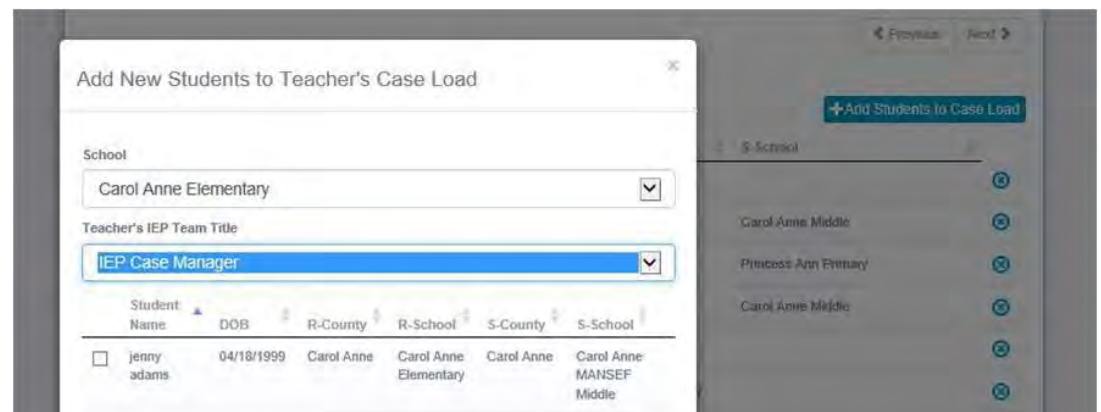 Previous Next
Add New Students to Teacher's Case Load
+Add Students to Case Load
School
Carol Anne Elementary
Teacher's IEP Team Title
IEP Case Manager
Student Name DOB R-County R-School S-County S-School
jenny adams 04/18/1999 Carol Anne Carol Anne Elementary Carol Anne Carol Anne MANSEF Middle
S-School
Carol Anne Middle
Princess Ann Primary
Carol Anne Middle